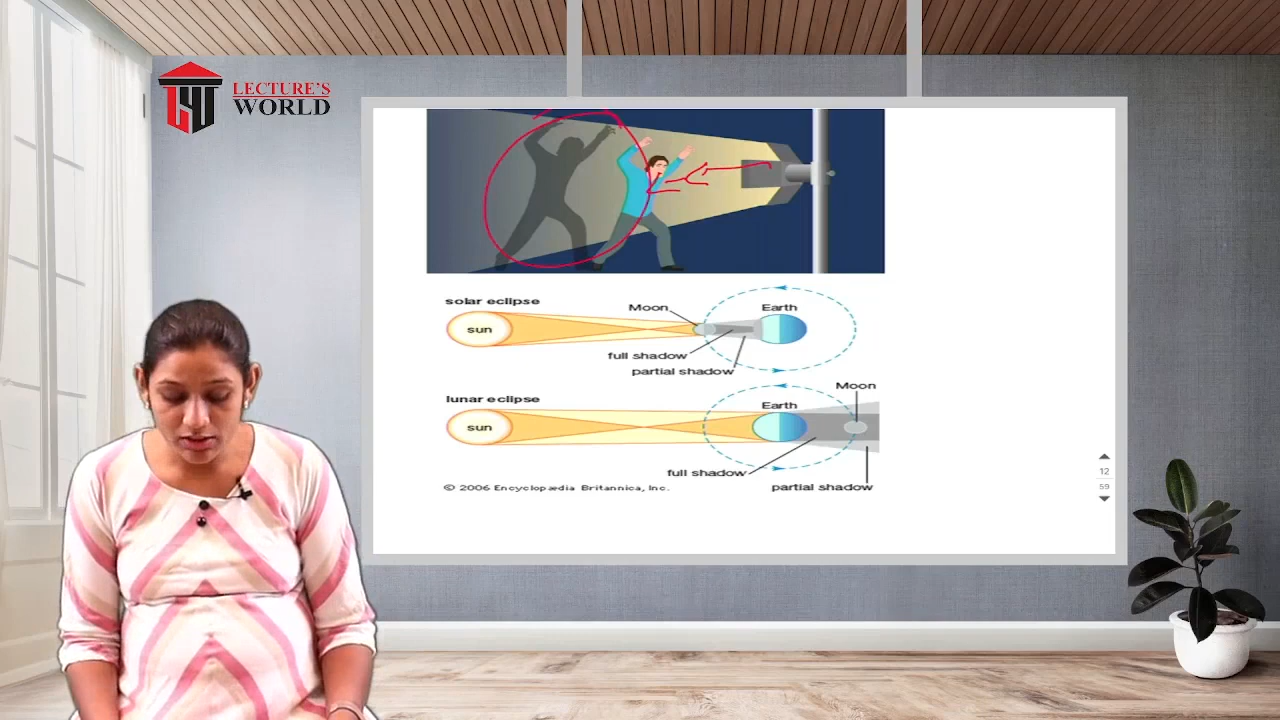 LECTURE'S
WORLD
solar eclipse
Moon
Earth
sun
full shadow
partial shadow
Moon
lunar eclipse
Earth
sun
full shadow
partial shadow
© 2006 Encyclopædia Britannica, Inc.
12
59